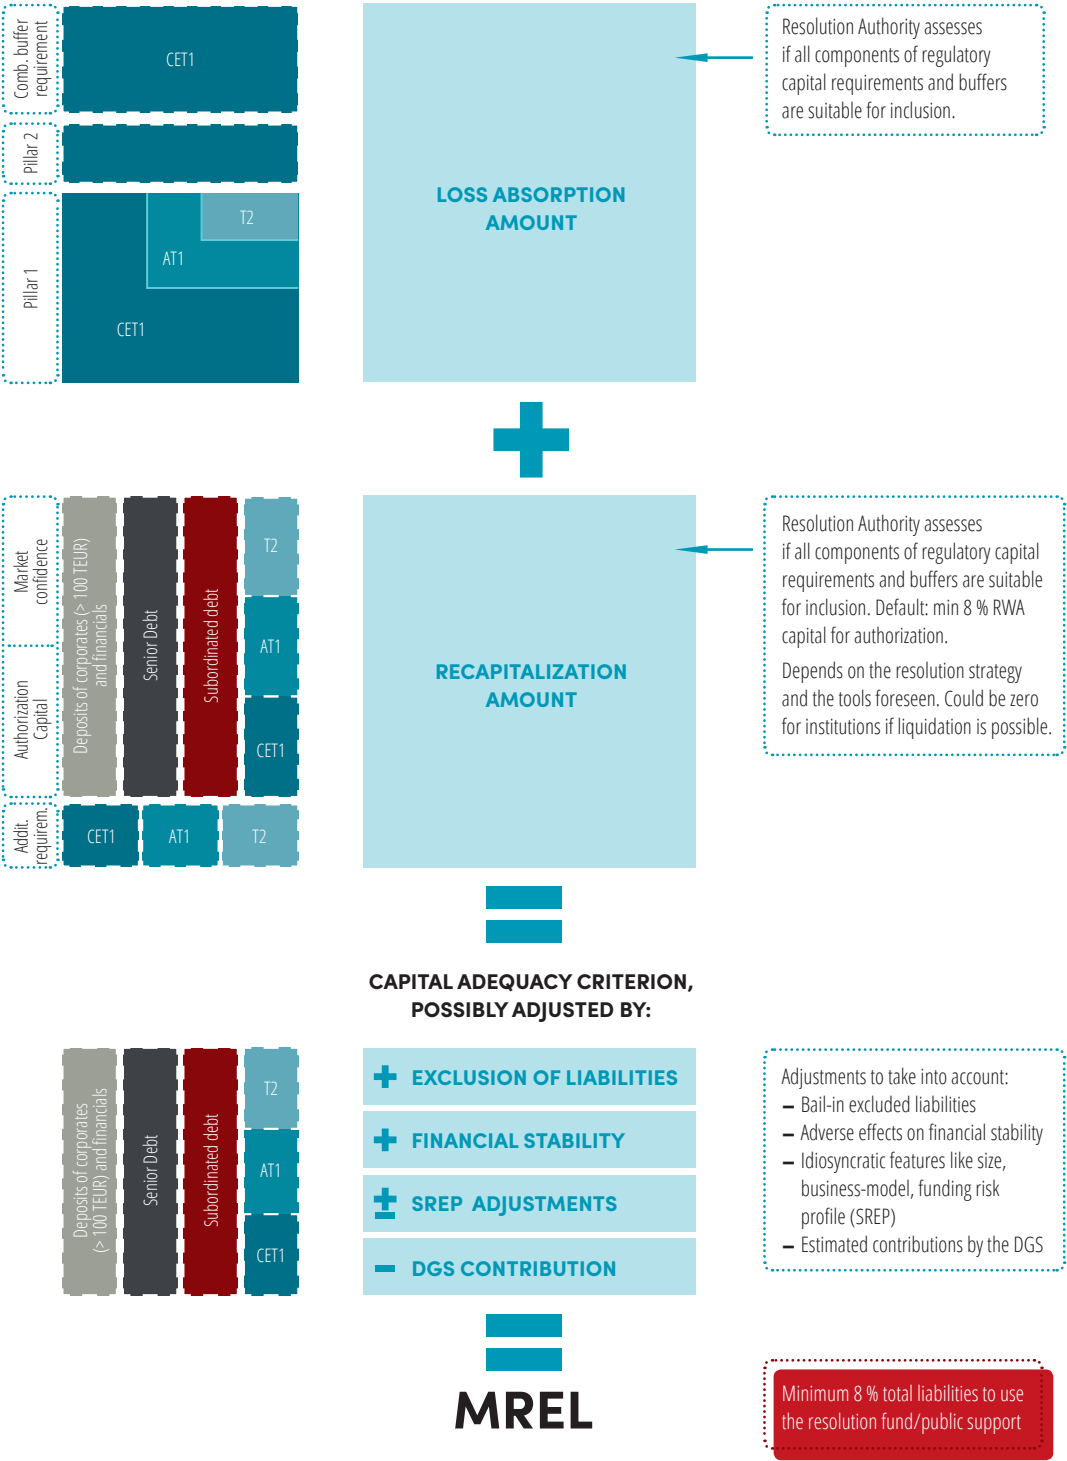 Comb. buffer
requirement
CET1
Pillar 2
Pillar 1
T2
AT1
CET1
LOSS ABSORPTION
AMOUNT
Resolution Authority assesses
if all components of regulatory
capital requirements and buffers
are suitable for inclusion.
Market
confidence
Authorization
Capital
Addit.
requirem.
Deposits of corporates (> 100 TEUR)
and financials
Senior Debt
Subordinated debt
T2
AT1
CET1
CET1
AT1
T2
RECAPITALIZATION
AMOUNT
Resolution Authority assesses
if all components of regulatory capital
requirements and buffers are suitable
for inclusion. Default: min 8 % RWA
capital for authorization.
Depends on the resolution strategy
and the tools foreseen. Could be zero
for institutions if liquidation is possible.
CAPITAL ADEQUACY CRITERION,
POSSIBLY ADJUSTED BY:
Deposits of corporates
(> 100 TEUR) and financials
Senior Debt
Subordinated debt
T2
AT1
CET1
+ EXCLUSION OF LIABILITIES
+ FINANCIAL STABILITY
± SREP ADJUSTMENTS
– DGS CONTRIBUTION
Adjustments to take into account:
– Bail-in excluded liabilities
– Adverse effects on financial stability
– Idiosyncratic features like size,
business-model, funding risk
profile (SREP)
– Estimated contributions by the DGS
MREL
Minimum 8 % total liabilities to use
the resolution fund/public support